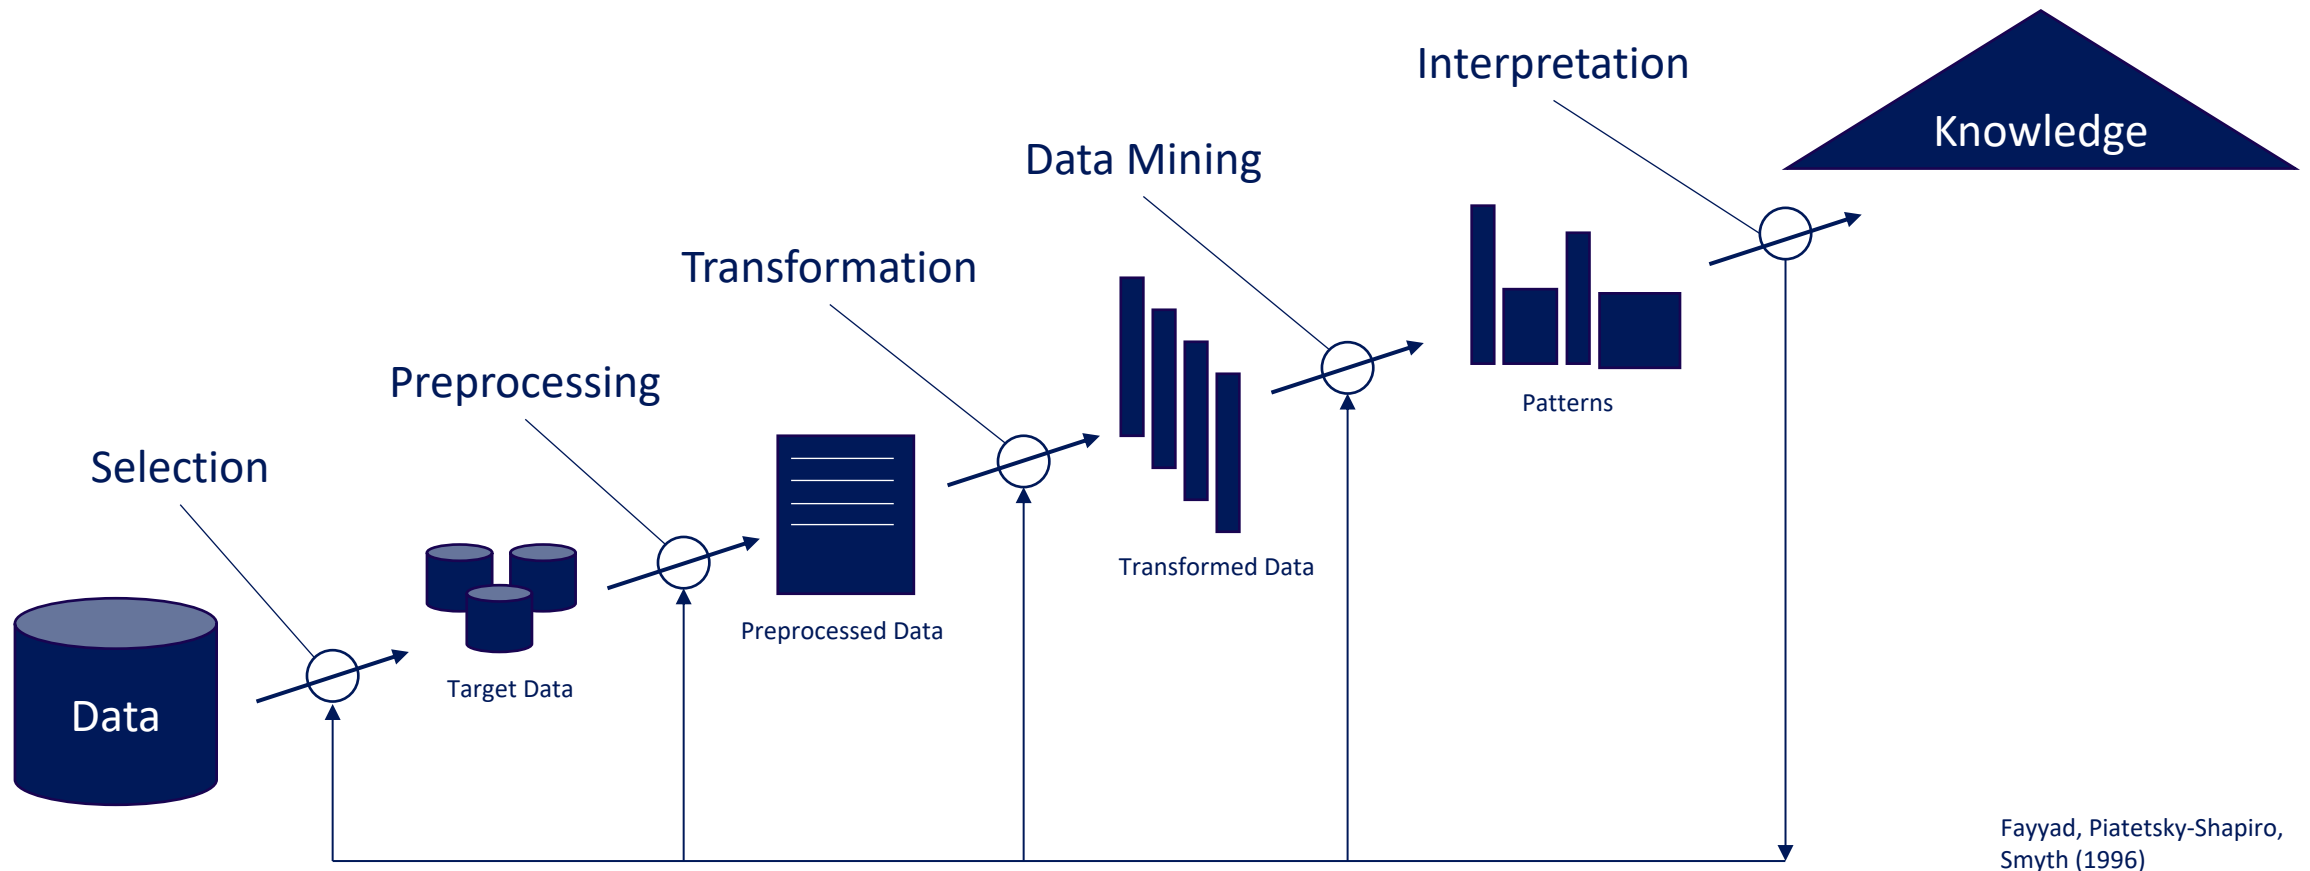 Interpretation
Knowledge
Data Mining
Transformation
Preprocessing
Patterns
Selection
Transformed Data
Preprocessed Data
Target Data
Data
Fayyad, Piatetsky-Shapiro,
Smyth (1996)